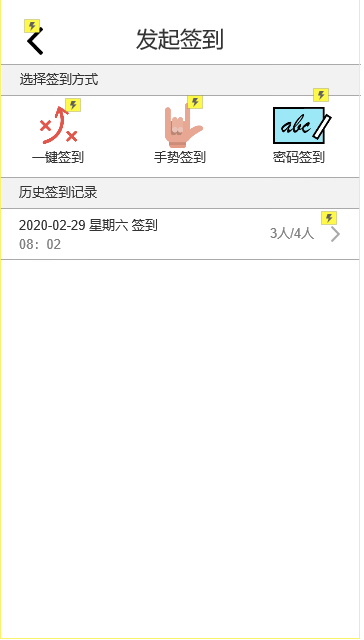 发起签到
选择签到方式
abc
一键签到 手势签到 密码签到
历史签到记录
2020-02-29 星期六 签到
08：02
3人/4人